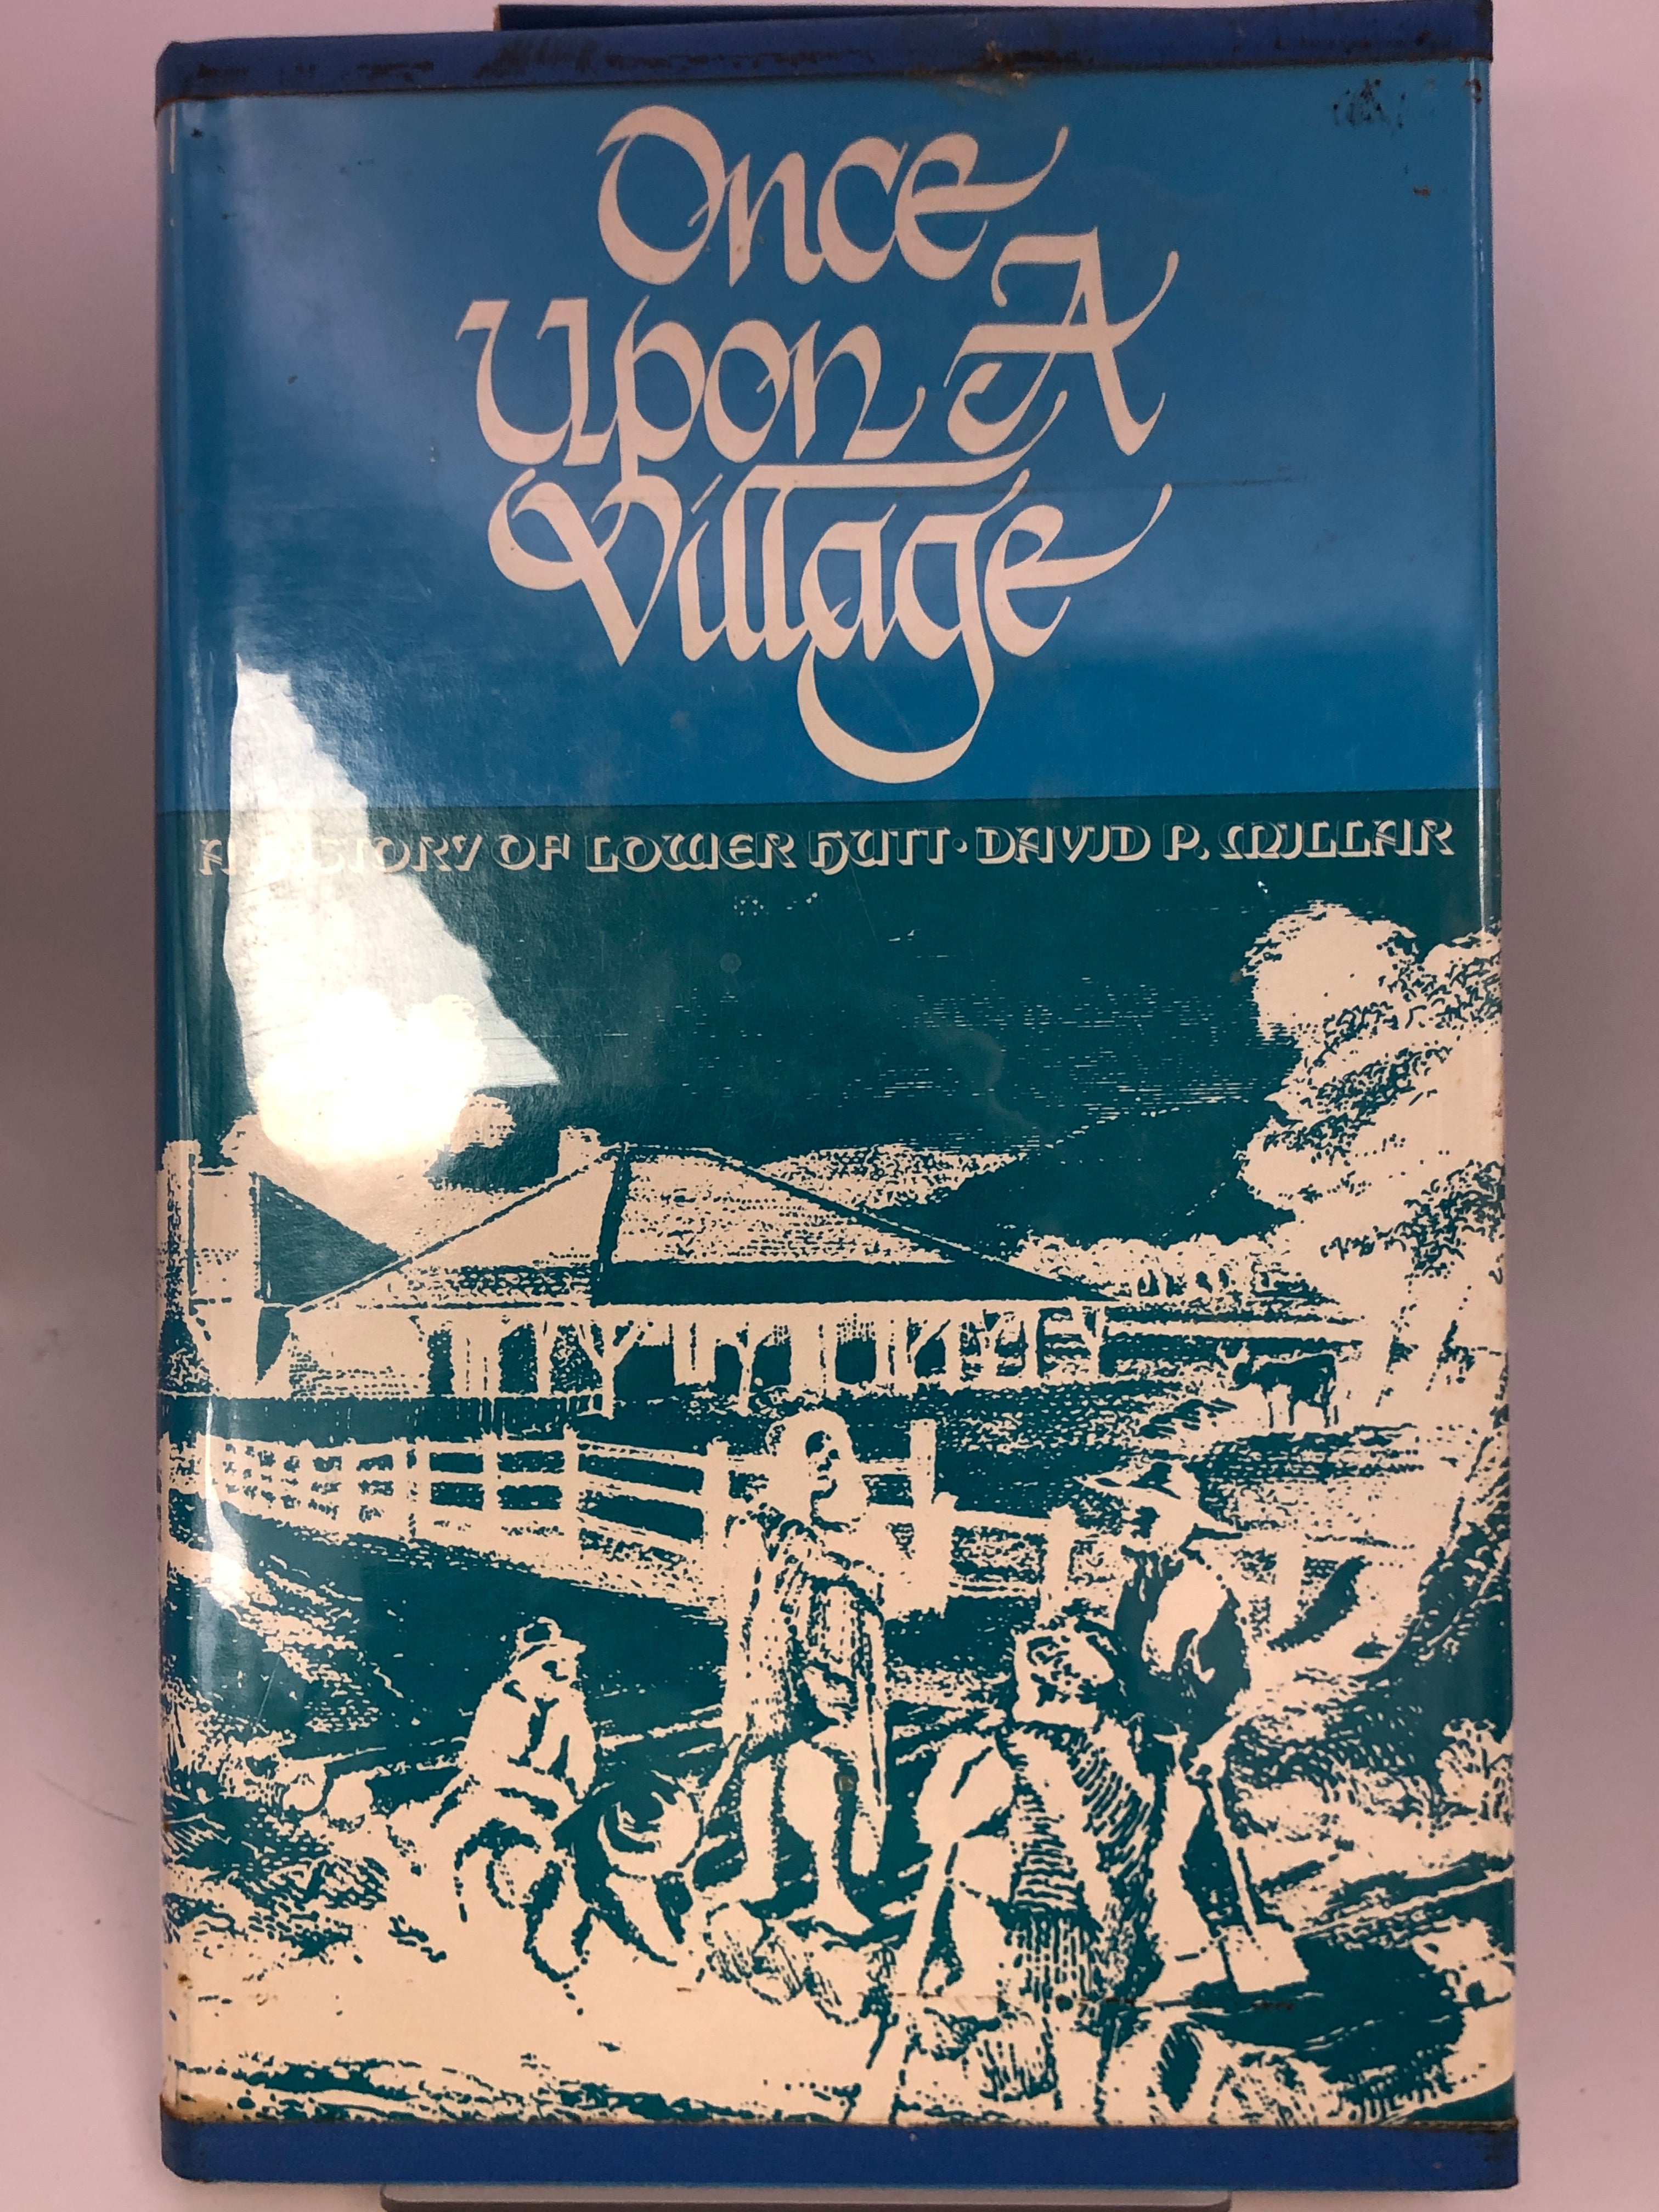 Once
Upon A
Village
A HISTORY OF LOWER HUTT · DAVID P. MILLAR